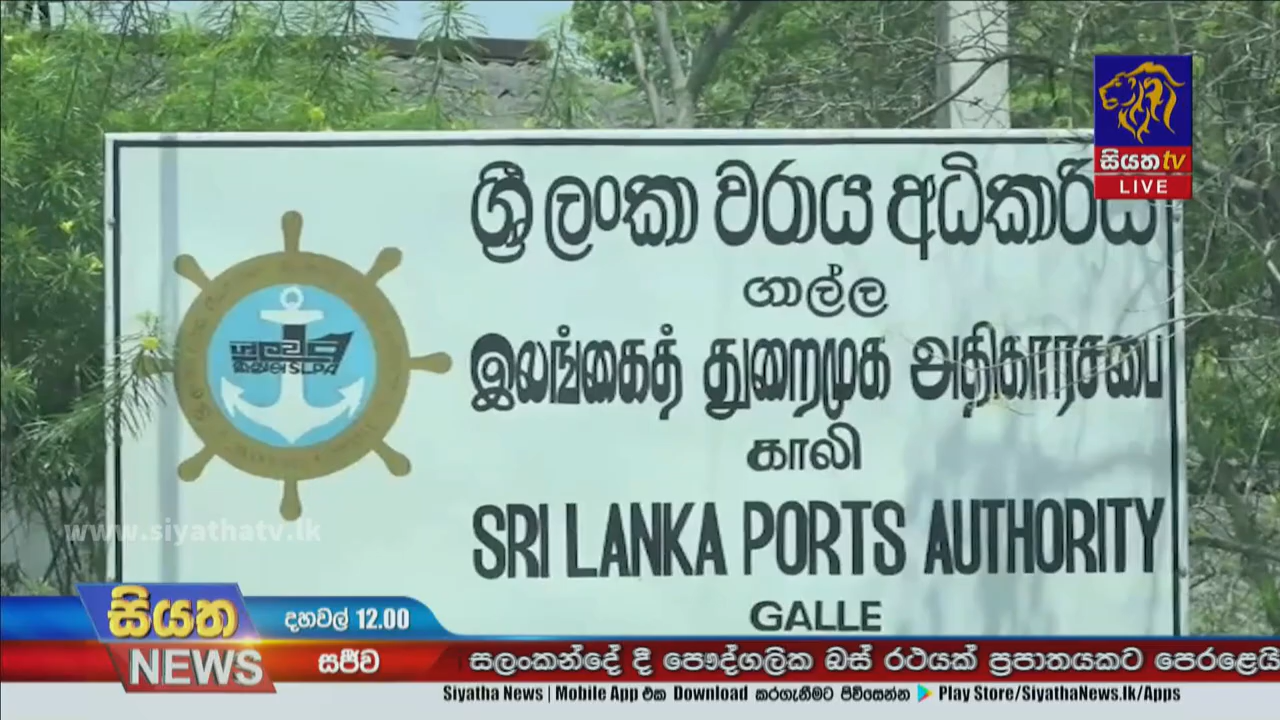 සියත tv
LIVE
ශ්‍රී ලංකා වරාය අධිකාරිය
ගාල්ල
இலங்கைத் துறைமுக அதிகாரசபை
காலி
SRI LANKA PORTS AUTHORITY
GALLE
SLPA
www.siyathatv.lk
සියත
NEWS
දහවල් 12.00
සජීව
සලංකන්දේ දී පෞද්ගලික බස් රථයක් ප්‍රපාතයකට පෙරළෙයි
Siyatha News | Mobile App එක Download කරගැනීමට පිවිසෙන්න Play Store/SiyathaNews.lk/Apps